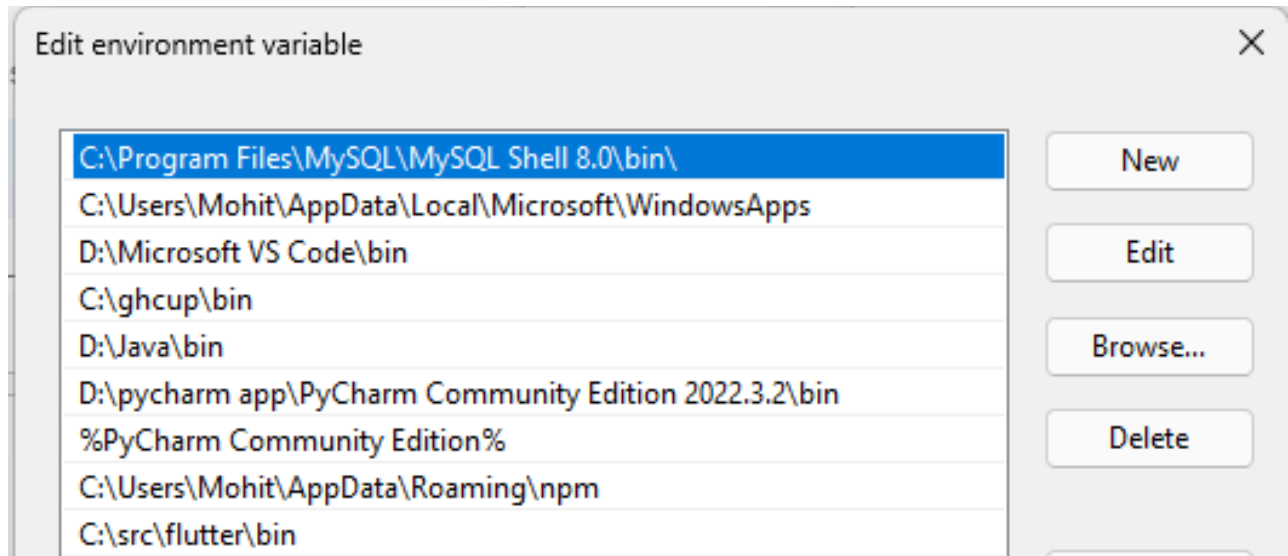 Edit environment variable
C:\Program Files\MySQL\MySQL Shell 8.0\bin\
New
C:\Users\Mohit\AppData\Local\Microsoft\WindowsApps
D:\Microsoft VS Code\bin
Edit
C:\ghcup\bin
D:\Java\bin
Browse...
D:\pycharm app\PyCharm Community Edition 2022.3.2\bin
%PyCharm Community Edition%
Delete
C:\Users\Mohit\AppData\Roaming\npm
C:\src\flutter\bin